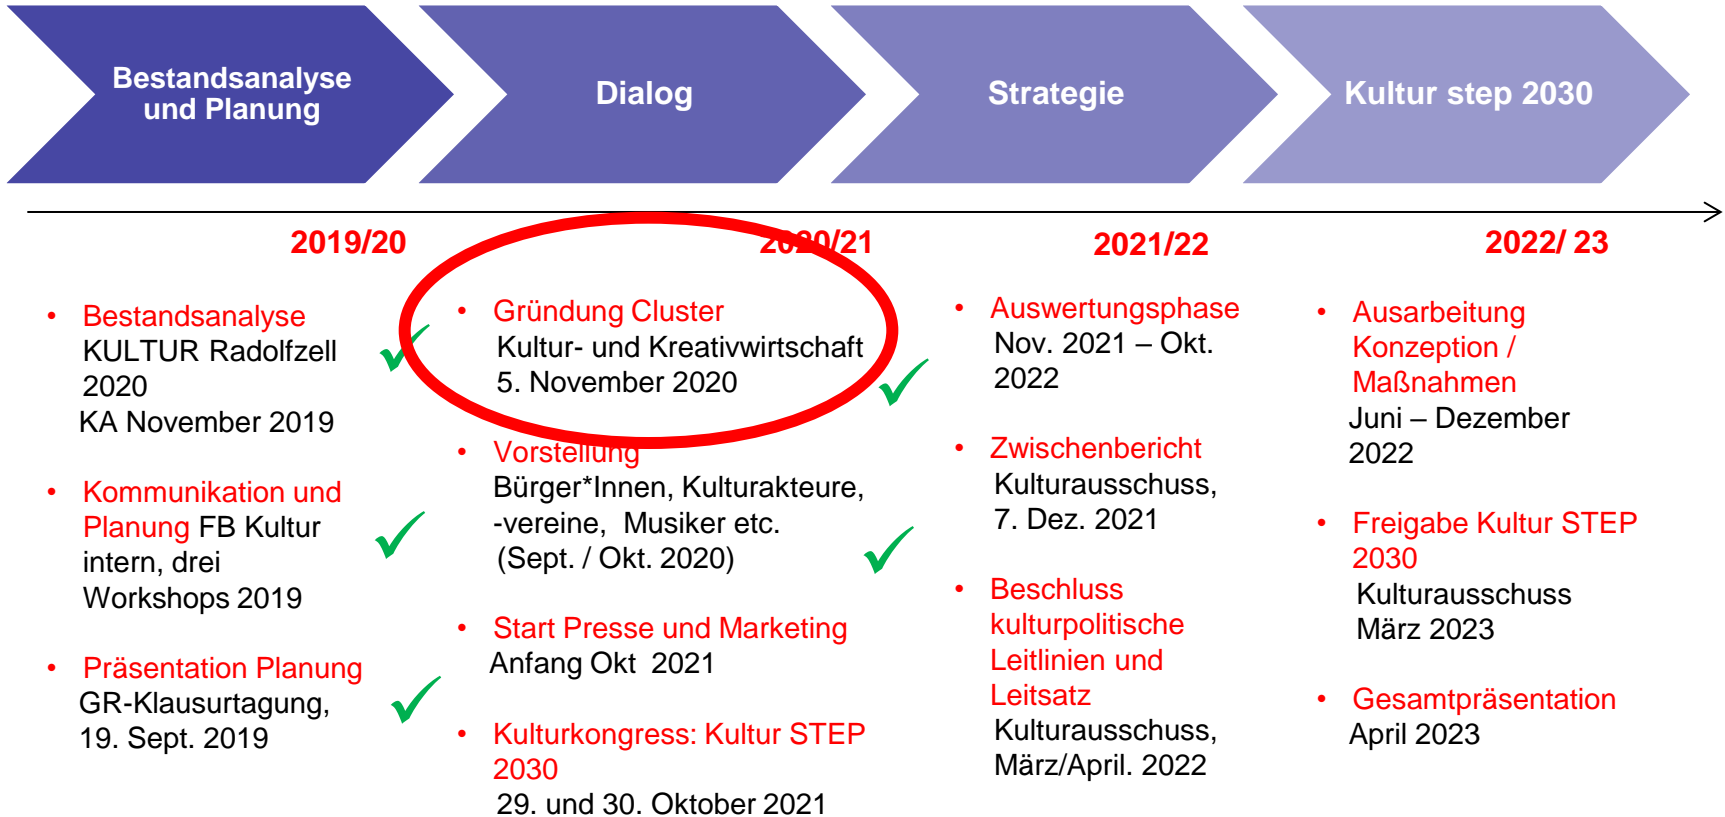 Bestandsanalyse
und Planung
Dialog
Strategie
Kultur step 2030
2019/20
2020/21
2021/22
2022/ 23
• Bestandsanalyse
KULTUR Radolfzell
2020
KA November 2019
• Kommunikation und
Planung FB Kultur
intern, drei
Workshops 2019
• Präsentation Planung
GR-Klausurtagung,
19. Sept. 2019
• Gründung Cluster
Kultur- und Kreativwirtschaft
5. November 2020
• Vorstellung
Bürger*Innen, Kulturakteure,
-vereine, Musiker etc.
(Sept. / Okt. 2020)
• Start Presse und Marketing
Anfang Okt 2021
• Kulturkongress: Kultur STEP
2030
29. und 30. Oktober 2021
• Auswertungsphase
Nov. 2021 – Okt.
2022
• Zwischenbericht
Kulturausschuss,
7. Dez. 2021
• Beschluss
kulturpolitische
Leitlinien und
Leitsatz
Kulturausschuss,
März/April. 2022
• Ausarbeitung
Konzeption /
Maßnahmen
Juni – Dezember
2022
• Freigabe Kultur STEP
2030
Kulturausschuss
März 2023
• Gesamtpräsentation
April 2023